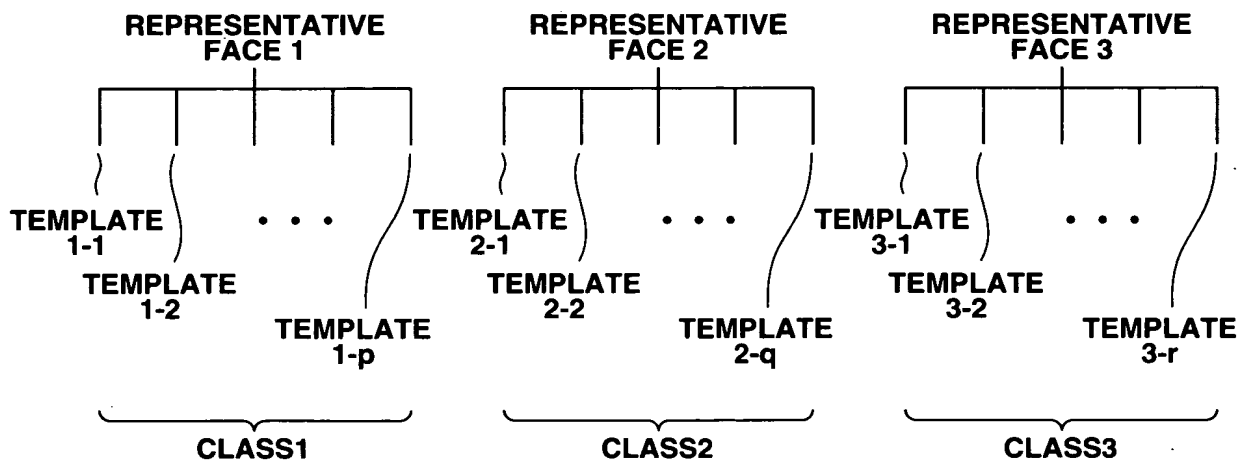 REPRESENTATIVE
FACE 1
REPRESENTATIVE
FACE 2
REPRESENTATIVE
FACE 3
TEMPLATE
1-1
TEMPLATE
1-2
TEMPLATE
1-p
• • •
TEMPLATE
2-1
TEMPLATE
2-2
TEMPLATE
2-q
• • •
TEMPLATE
3-1
TEMPLATE
3-2
TEMPLATE
3-r
• • •
CLASS1
CLASS2
CLASS3